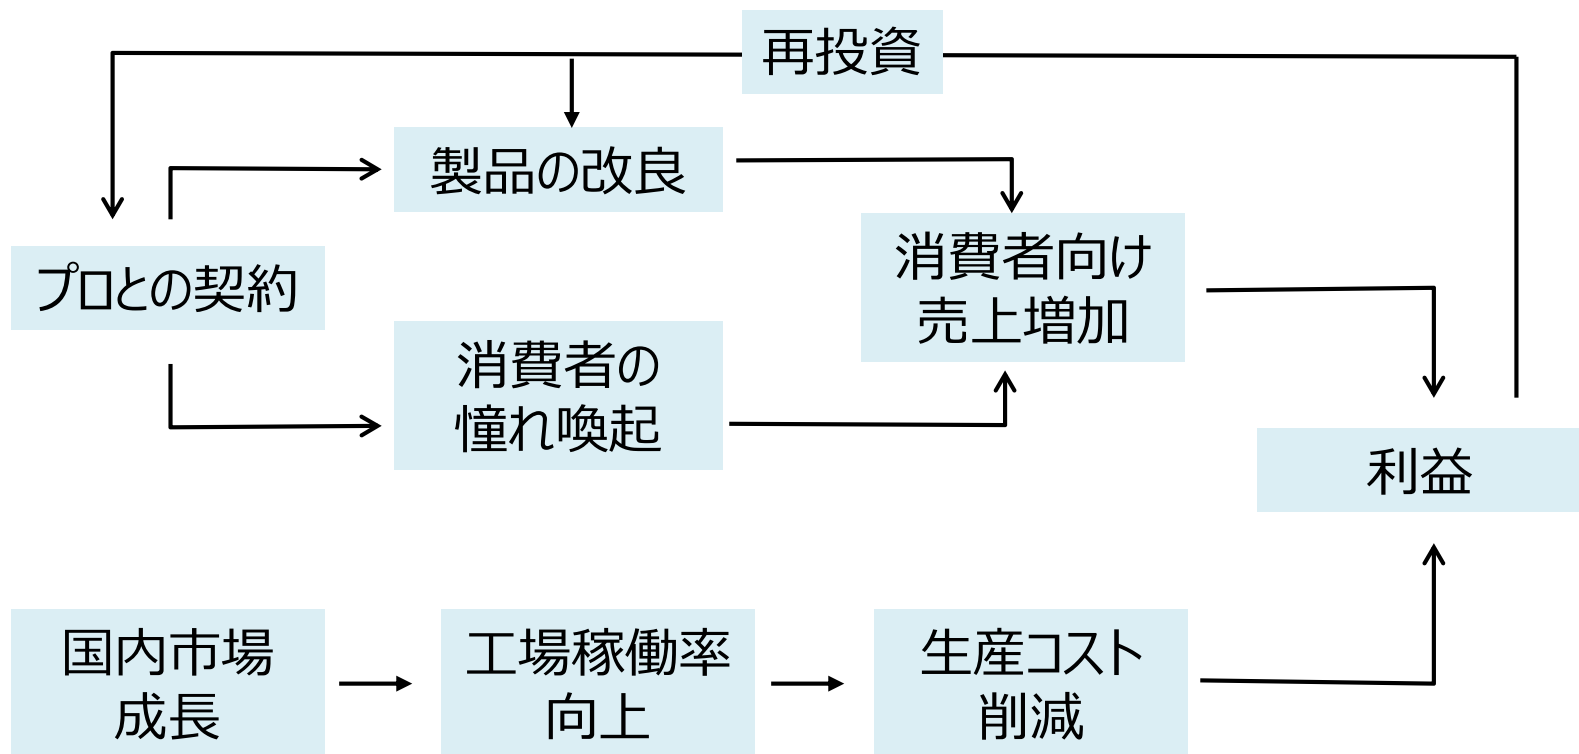 再投資
製品の改良
プロとの契約
消費者向け
売上増加
消費者の
憧れ喚起
利益
国内市場
成長
工場稼働率
向上
生産コスト
削減